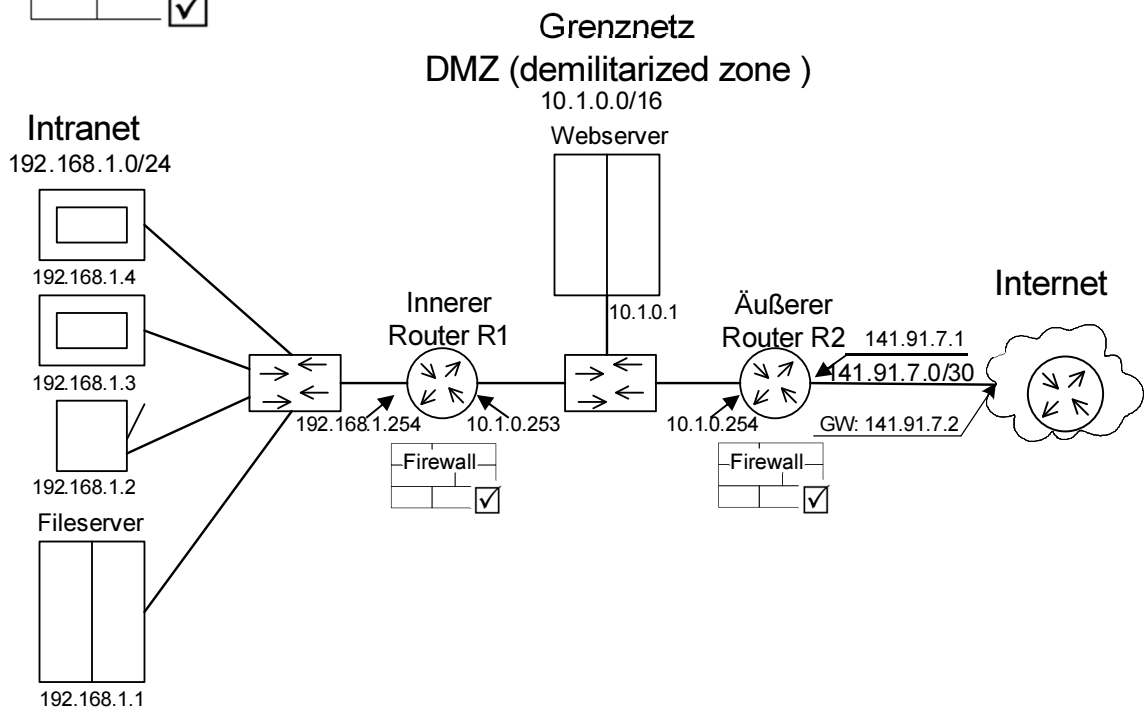 Grenznetz
DMZ (demilitarized zone )
10.1.0.0/16
Webserver
10.1.0.1
Intranet
192.168.1.0/24
192.168.1.4
192.168.1.3
192.168.1.2
Fileserver
192.168.1.1
Innerer
Router R1
192.168.1.254
10.1.0.253
Firewall
Äußerer
Router R2
141.91.7.1
141.91.7.0/30
10.1.0.254
GW: 141.91.7.2
Firewall
Internet